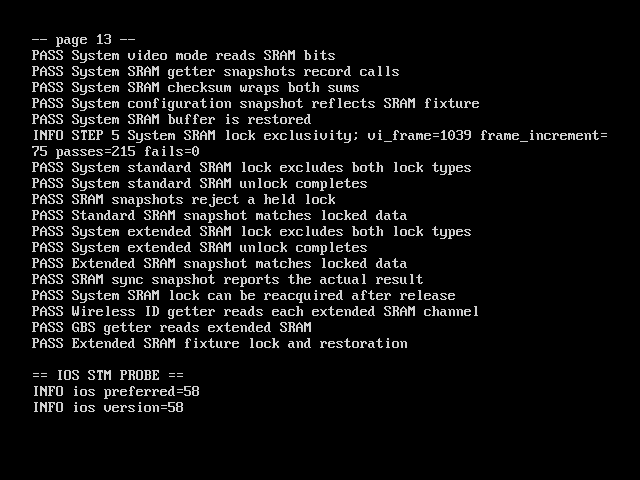 -- page 13 --
PASS System video mode reads SRAM bits
PASS System SRAM getter snapshots record calls
PASS System SRAM checksum wraps both sums
PASS System configuration snapshot reflects SRAM fixture
PASS System SRAM buffer is restored
INFO STEP 5 System SRAM lock exclusivity; vi_frame=1039 frame_increment=
75 passes=215 fails=0
PASS System standard SRAM lock excludes both lock types
PASS System standard SRAM unlock completes
PASS SRAM snapshots reject a held lock
PASS Standard SRAM snapshot matches locked data
PASS System extended SRAM lock excludes both lock types
PASS System extended SRAM unlock completes
PASS Extended SRAM snapshot matches locked data
PASS SRAM sync snapshot reports the actual result
PASS System SRAM lock can be reacquired after release
PASS Wireless ID getter reads each extended SRAM channel
PASS GBS getter reads extended SRAM
PASS Extended SRAM fixture lock and restoration
== IOS STM PROBE ==
INFO ios preferred=58
INFO ios version=58